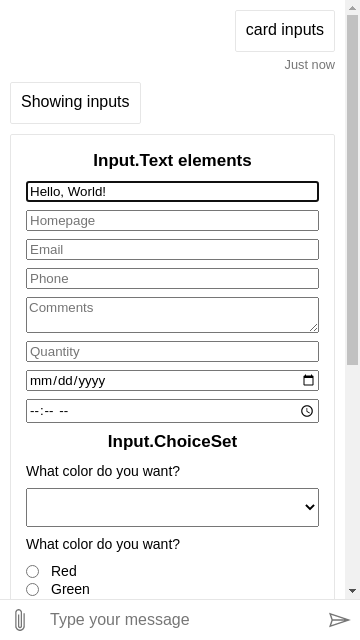 card inputs
Just now
Showing inputs
Input.Text elements
Hello, World!
Homepage
Email
Phone
Comments
Quantity
mm/dd/yyyy
--:-- --
Input.ChoiceSet
What color do you want?
What color do you want?
Red
Green
Type your message